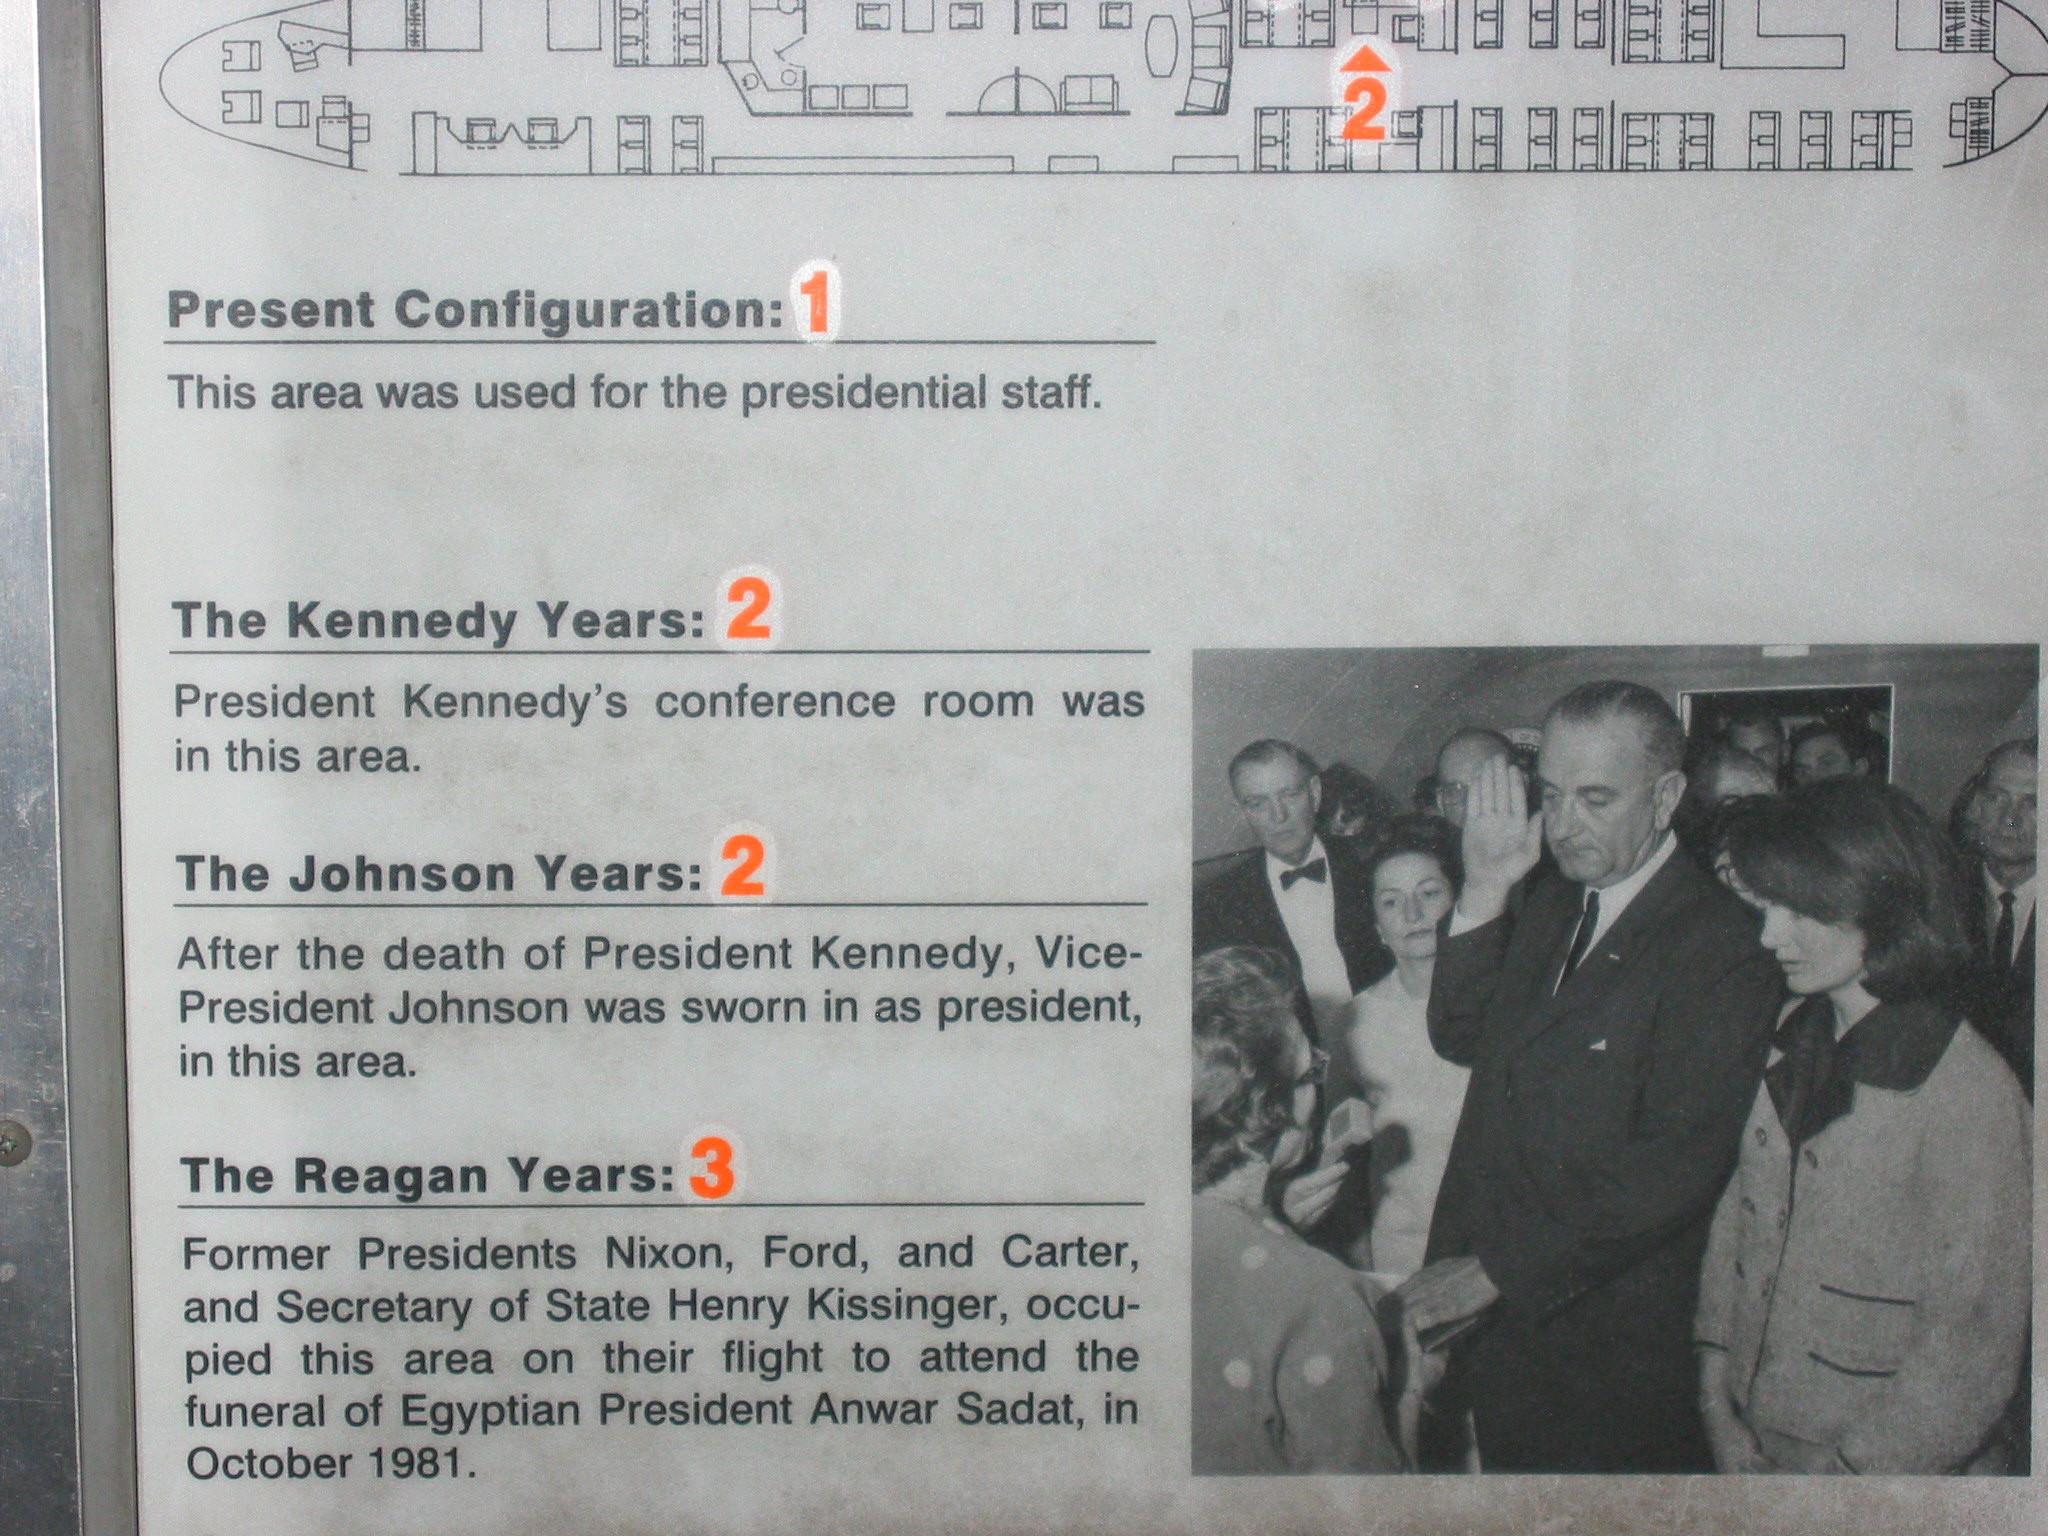 2
Present Configuration: 1
This area was used for the presidential staff.
The Kennedy Years: 2
President Kennedy's conference room was
in this area.
The Johnson Years: 2
After the death of President Kennedy, Vice-
President Johnson was sworn in as president,
in this area.
The Reagan Years: 3
Former Presidents Nixon, Ford, and Carter,
and Secretary of State Henry Kissinger, occu-
pied this area on their flight to attend the
funeral of Egyptian President Anwar Sadat, in
October 1981.